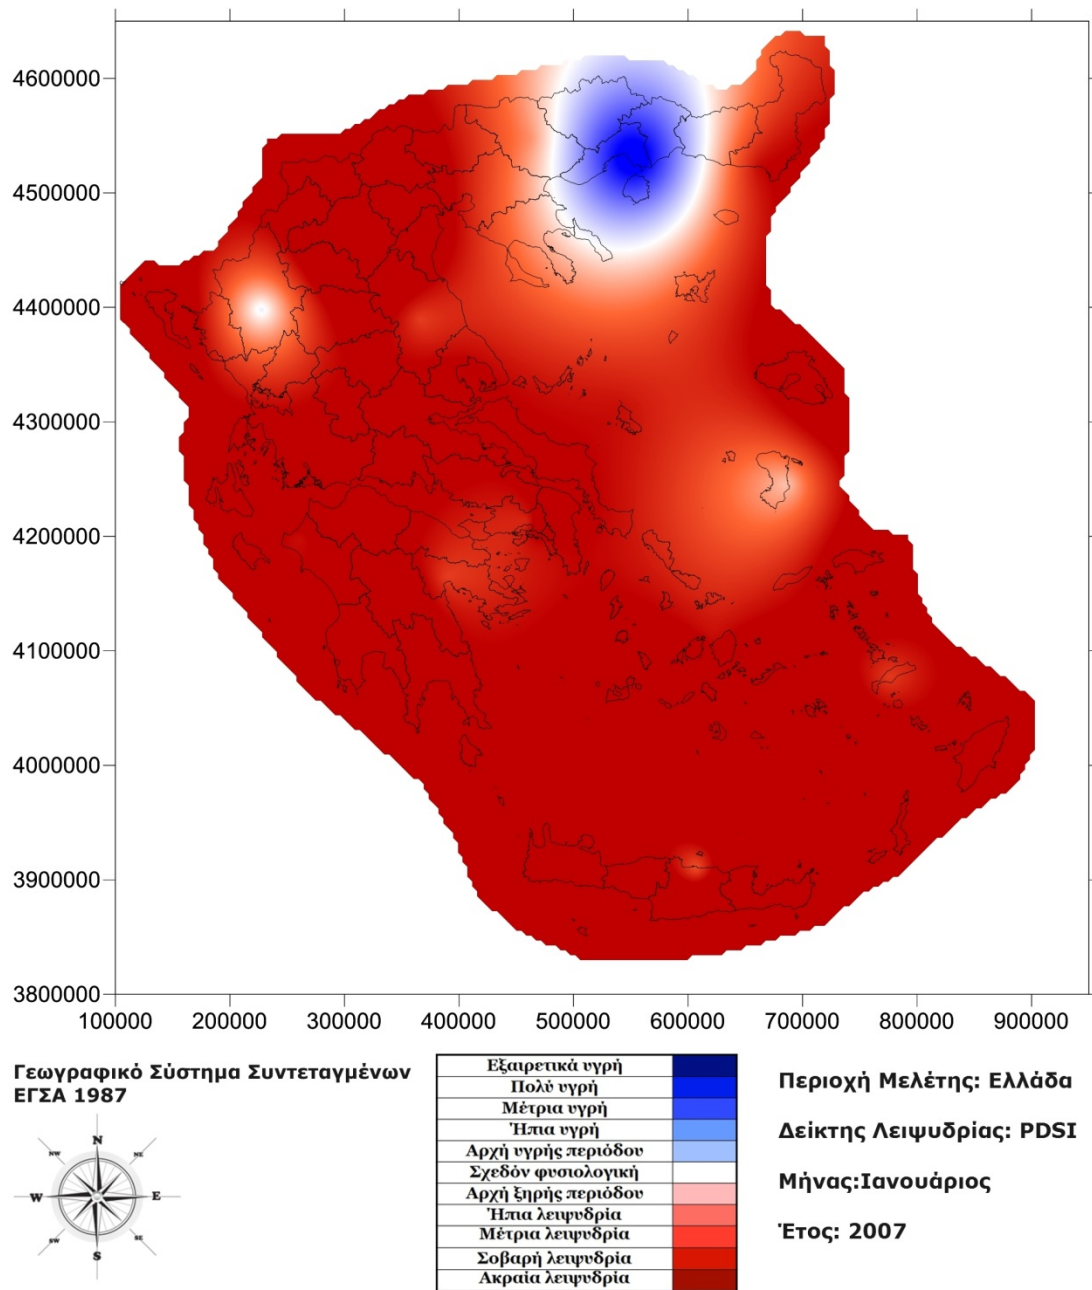 4600000
4500000
4400000
4300000
4200000
4100000
4000000
3900000
3800000
100000 200000 300000 400000 500000 600000 700000 800000 900000
Γεωγραφικό Σύστημα Συντεταγμένων
ΕΓΣΑ 1987
N
NW NE
W E
SW SE
S
Εξαιρετικά υγρή
Πολύ υγρή
Μέτρια υγρή
Ήπια υγρή
Αρχή υγρής περιόδου
Σχεδόν φυσιολογική
Αρχή ξηρής περιόδου
Ήπια λειψυδρία
Μέτρια λειψυδρία
Σοβαρή λειψυδρία
Ακραία λειψυδρία
Περιοχή Μελέτης: Ελλάδα
Δείκτης Λειψυδρίας: PDSI
Μήνας:Ιανουάριος
Έτος: 2007